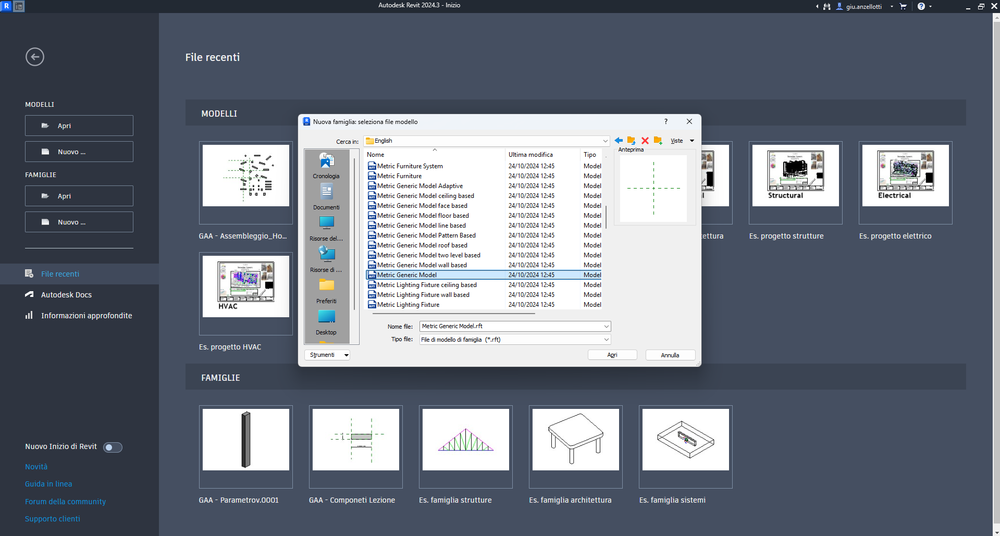 Autodesk Revit 2024.3 - Inizio
giu.anzellotti
File recenti
MODELLI
Apri
Nuovo ...
FAMIGLIE
Apri
Nuovo ...
File recenti
Autodesk Docs
Informazioni approfondite
Nuovo Inizio di Revit
Novità
Guida in linea
Forum della community
Supporto clienti
MODELLI
GAA - Assembleggio_Ho...
tettura
Structural
Es. progetto strutture
Electrical
Es. progetto elettrico
HVAC
Es. progetto HVAC
Nuova famiglia: seleziona file modello
Cerca in:
English
Viste
Cronologia
Documenti
Risorse del...
Risorse di ...
Preferiti
Desktop
Nome Ultima modifica Tipo
Metric Furniture System 24/10/2024 12:45 Model
Metric Furniture 24/10/2024 12:45 Model
Metric Generic Model Adaptive 24/10/2024 12:45 Model
Metric Generic Model ceiling based 24/10/2024 12:45 Model
Metric Generic Model face based 24/10/2024 12:45 Model
Metric Generic Model floor based 24/10/2024 12:45 Model
Metric Generic Model line based 24/10/2024 12:45 Model
Metric Generic Model Pattern Based 24/10/2024 12:45 Model
Metric Generic Model roof based 24/10/2024 12:45 Model
Metric Generic Model two level based 24/10/2024 12:45 Model
Metric Generic Model wall based 24/10/2024 12:45 Model
Metric Generic Model 24/10/2024 12:45 Model
Metric Lighting Fixture ceiling based 24/10/2024 12:45 Model
Metric Lighting Fixture wall based 24/10/2024 12:45 Model
Metric Lighting Fixture 24/10/2024 12:45 Model
Anteprima
Nome file: Metric Generic Model.rft
Tipo file: File di modello di famiglia (*.rft)
Strumenti
Apri
Annulla
FAMIGLIE
GAA - Parametrov.0001
GAA - Componeti Lezione
Es. famiglia strutture
Es. famiglia architettura
Es. famiglia sistemi